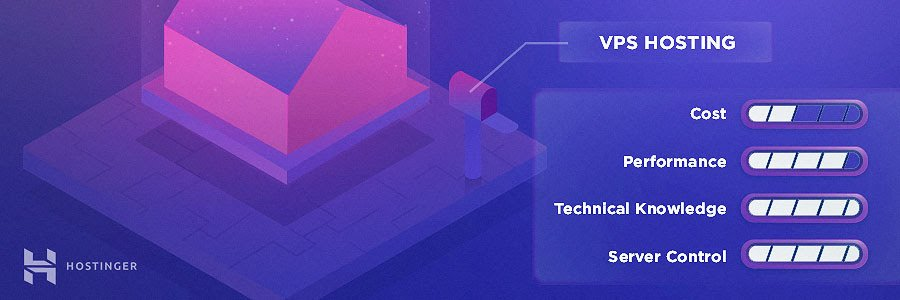 VPS HOSTING
Cost
Performance
Technical Knowledge
Server Control
HOSTINGER